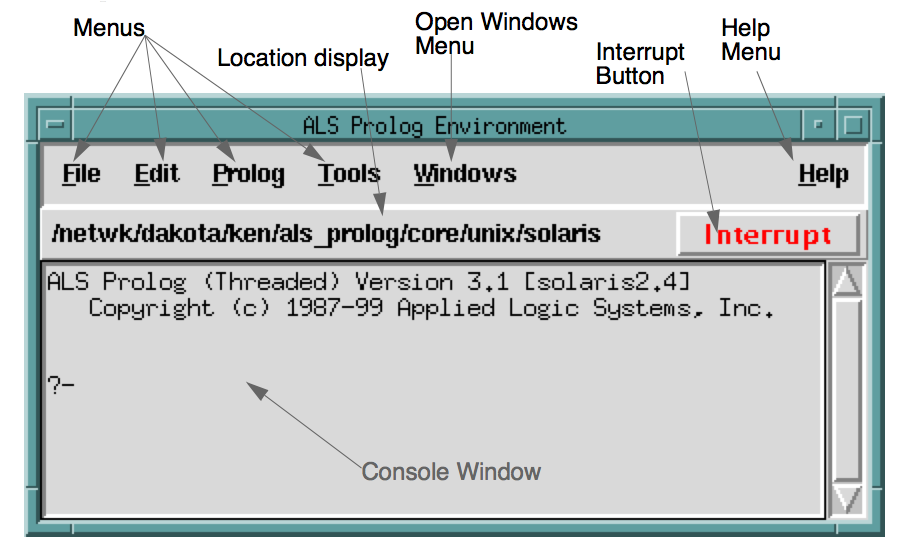 Menus
Location display
Open Windows
Menu
Interrupt
Button
Help
Menu
ALS Prolog Environment
File Edit Prolog Tools Windows Help
/netwk/dakota/ken/als_prolog/core/unix/solaris
Interrupt
ALS Prolog (Threaded) Version 3.1 [solaris2.4]
Copyright (c) 1987-99 Applied Logic Systems, Inc.
?-
Console Window